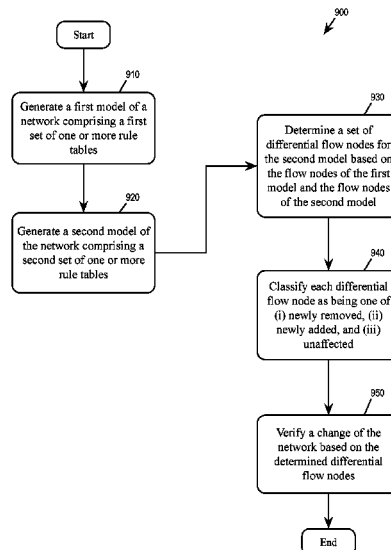 900
Start
910
Generate a first model of a
network comprising a first
set of one or more rule
tables
920
Generate a second model of
the network comprising a
second set of one or more
rule tables
930
Determine a set of
differential flow nodes for
the second model based on
the flow nodes of the first
model and the flow nodes
of the second model
940
Classify each differential
flow node as being one of
(i) newly removed, (ii)
newly added, and (iii)
unaffected
950
Verify a change of the
network based on the
determined differential
flow nodes
End